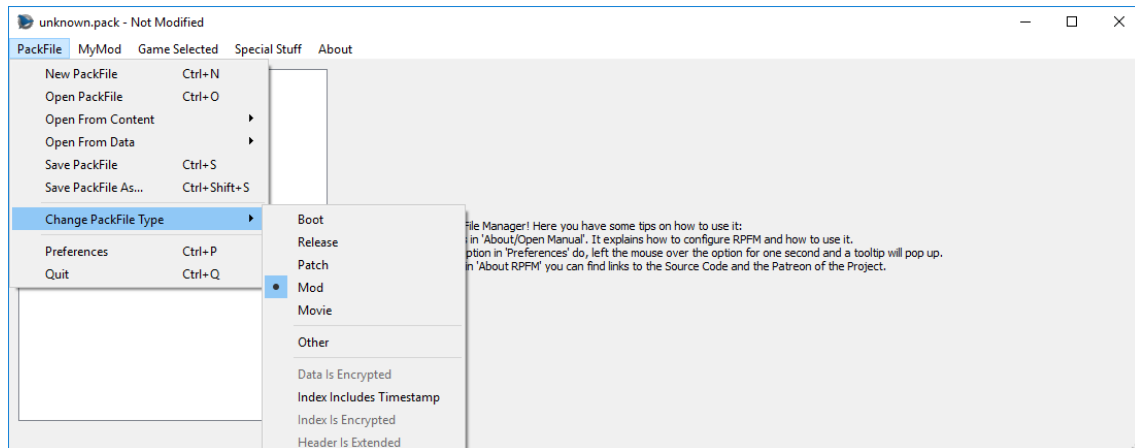 unknown.pack - Not Modified
PackFile MyMod Game Selected Special Stuff About
New PackFile Ctrl+N
Open PackFile Ctrl+O
Open From Content
Open From Data
Save PackFile Ctrl+S
Save PackFile As... Ctrl+Shift+S
Change PackFile Type
Preferences Ctrl+P
Quit Ctrl+Q
Boot
Release
Patch
Mod
Movie
Other
Data Is Encrypted
Index Includes Timestamp
Index Is Encrypted
Header Is Extended
File Manager! Here you have some tips on how to use it:
in 'About/Open Manual'. It explains how to configure RPFM and how to use it.
in 'Preferences' do, left the mouse over the option for one second and a tooltip will pop up.
in 'About RPFM' you can find links to the Source Code and the Patreon of the Project.